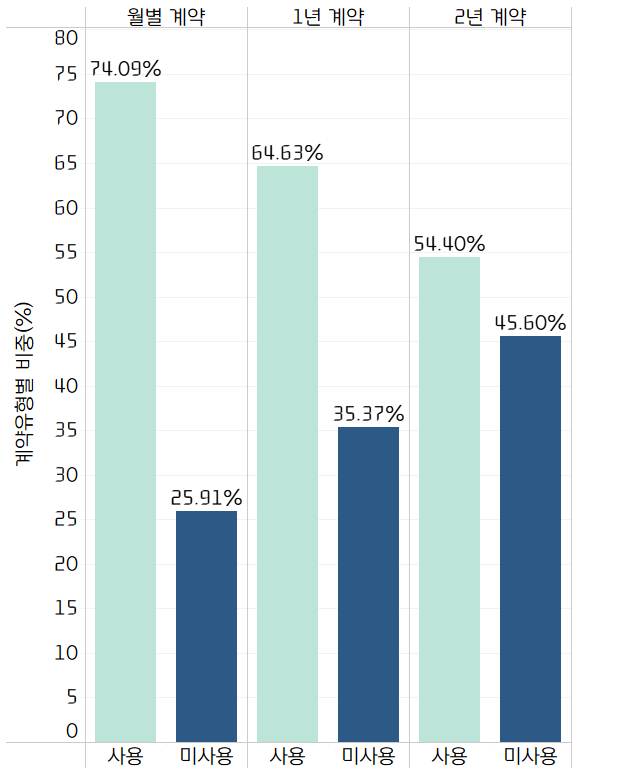 월별 계약
1년 계약
2년 계약
계약유형별 비중(%)
80
75
70
65
60
55
50
45
40
35
30
25
20
15
10
5
0
74.09%
25.91%
64.63%
35.37%
54.40%
45.60%
사용
미사용
사용
미사용
사용
미사용